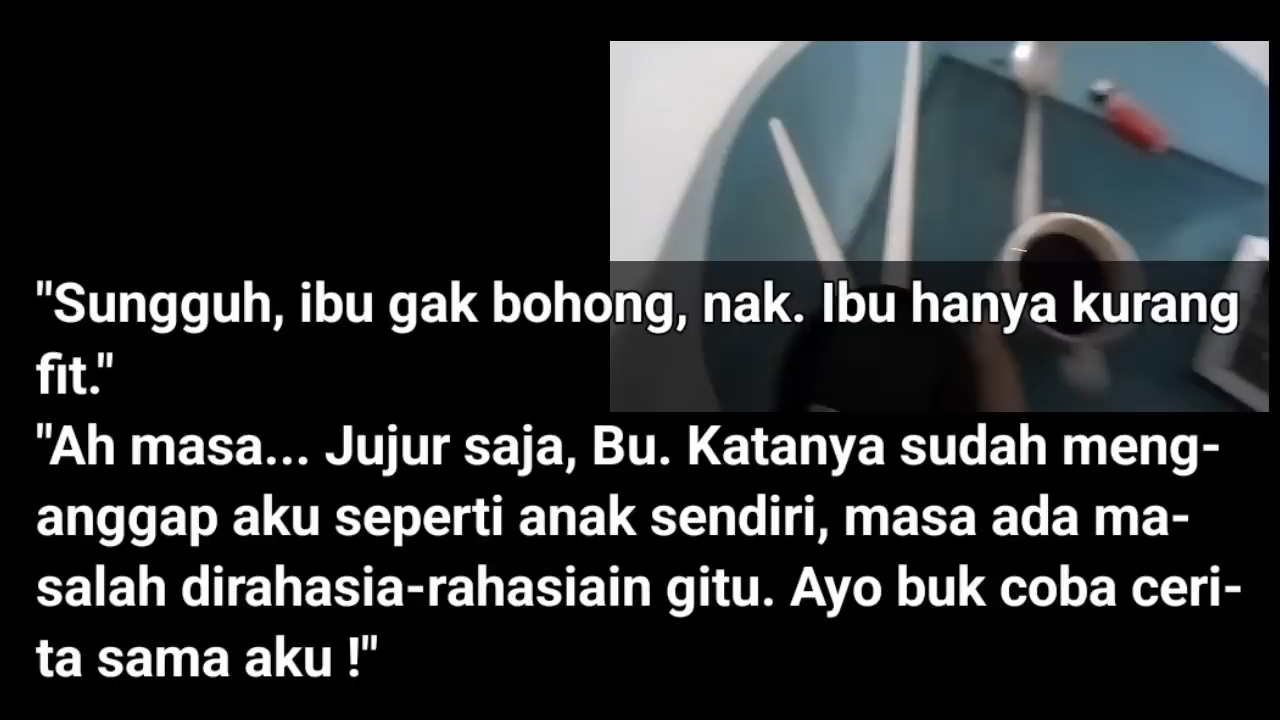 "Sungguh, ibu gak bohong, nak. Ibu hanya kurang
fit."
"Ah masa... Jujur saja, Bu. Katanya sudah meng-
anggap aku seperti anak sendiri, masa ada ma-
salah dirahasia-rahasiain gitu. Ayo buk coba ceri-
ta sama aku !"